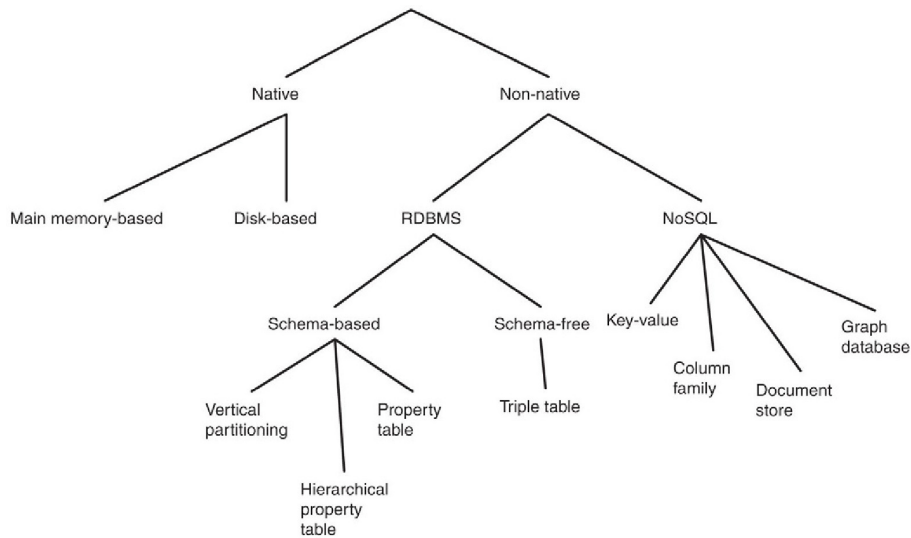 Native
Non-native
Main memory-based
Disk-based
RDBMS
NoSQL
Schema-based
Schema-free
Key-value
Graph
database
Column
family
Document
store
Vertical
partitioning
Property
table
Triple table
Hierarchical
property
table